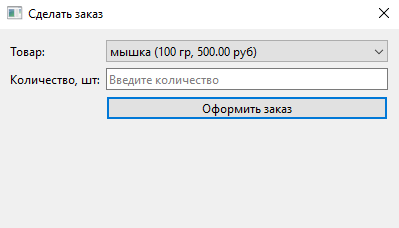 Сделать заказ
Товар: мышка (100 гр, 500.00 руб)
Количество, шт: Введите количество
Оформить заказ